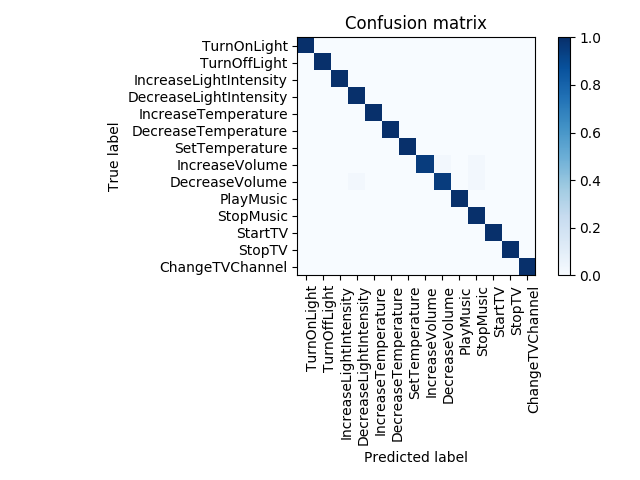 Confusion matrix
True label
TurnOnLight
TurnOffLight
IncreaseLightIntensity
DecreaseLightIntensity
IncreaseTemperature
DecreaseTemperature
SetTemperature
IncreaseVolume
DecreaseVolume
PlayMusic
StopMusic
StartTV
StopTV
ChangeTVChannel
1.0
0.8
0.6
0.4
0.2
0.0
TurnOnLight
TurnOffLight
IncreaseLightIntensity
DecreaseLightIntensity
IncreaseTemperature
DecreaseTemperature
SetTemperature
IncreaseVolume
DecreaseVolume
PlayMusic
StopMusic
StartTV
StopTV
ChangeTVChannel
Predicted label